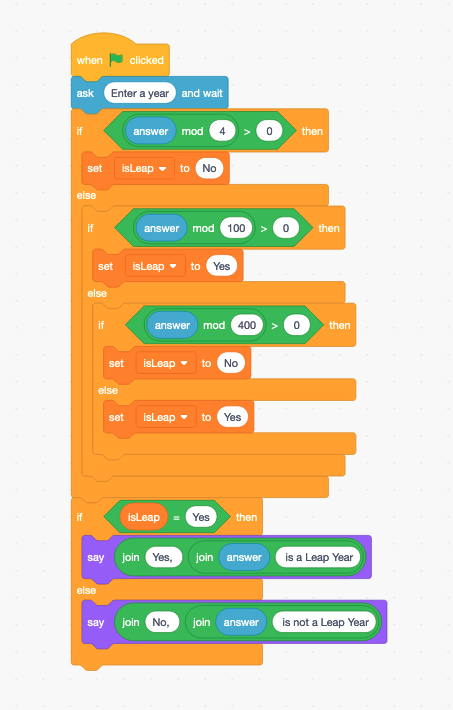 when clicked
ask Enter a year and wait
if answer mod 4 > 0 then
set isLeap to No
else
if answer mod 100 > 0 then
set isLeap to Yes
else
if answer mod 400 > 0 then
set isLeap to No
else
set isLeap to Yes
if isLeap = Yes then
say join Yes, join answer is a Leap Year
else
say join No, join answer is not a Leap Year